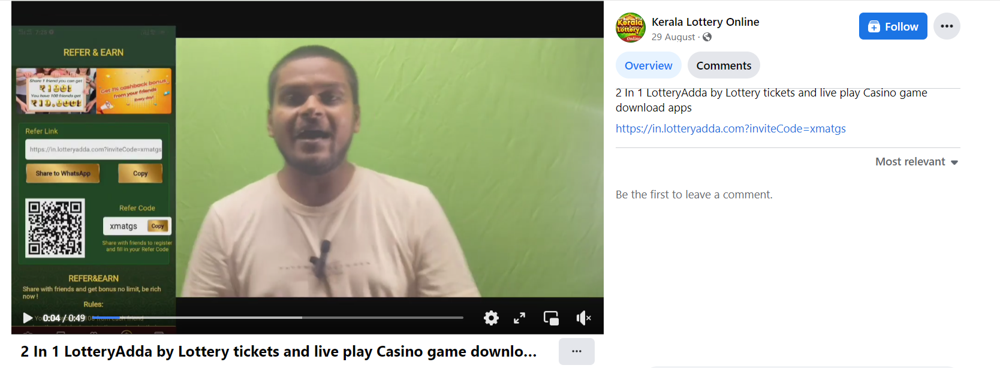 7:25
REFER & EARN
Share 1 friend you can get
You have 100 friends get
Get 1% cashback bonus
from your friends
Every day!
Refer Link
https://in.lotteryadda.com?inviteCode=xmatgs
Share to WhatsApp
Copy
Refer Code
xmatgs
Copy
Share with friends to register
and fill in your Refer Code
REFER&EARN
Share with friends and get bonus no limit, be rich
now !
Rules:
0:04 / 0:49
2 In 1 LotteryAdda by Lottery tickets and live play Casino game downlo...
Kerala Lottery Online
Kerala Lottery Online
29 August ·
Follow
Overview
Comments
2 In 1 LotteryAdda by Lottery tickets and live play Casino game
download apps
https://in.lotteryadda.com?inviteCode=xmatgs
Most relevant
Be the first to leave a comment.